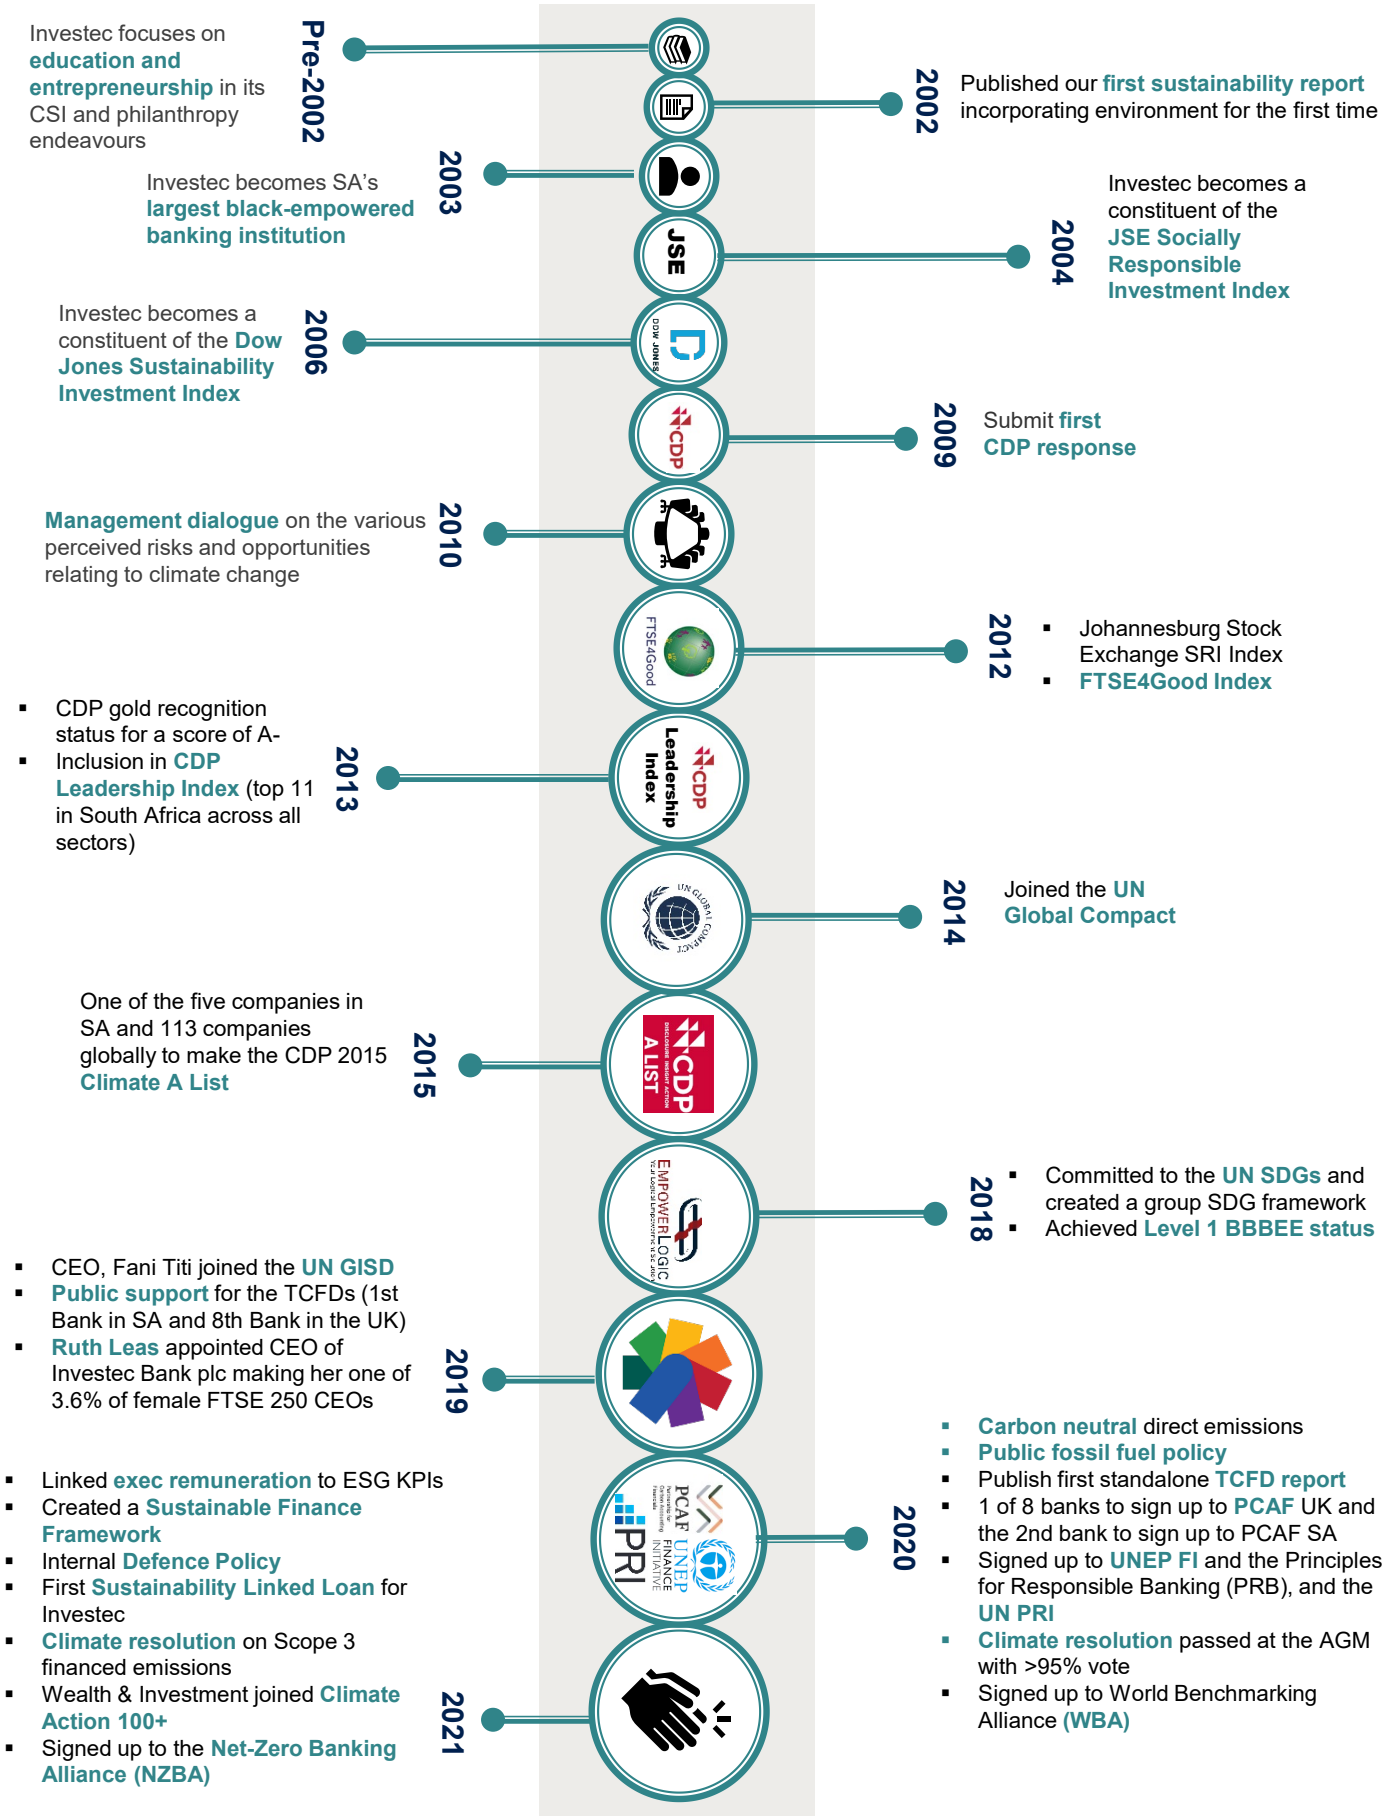 Investec focuses on
education and
entrepreneurship in its
CSI and philanthropy
endeavours
Pre-2002
2002
Published our first sustainability report
incorporating environment for the first time
Investec becomes SA's
largest black-empowered
banking institution
2003
JSE
2004
Investec becomes a
constituent of the
JSE Socially
Responsible
Investment Index
Investec becomes a
constituent of the Dow
Jones Sustainability
Investment Index
2006
DOW JONES
CDP
2009
Submit first
CDP response
Management dialogue on the various
perceived risks and opportunities
relating to climate change
2010
FTSE4Good
2012
▪ Johannesburg Stock
Exchange SRI Index
▪ FTSE4Good Index
▪ CDP gold recognition
status for a score of A-
▪ Inclusion in CDP
Leadership Index (top 11
in South Africa across all
sectors)
2013
CDP
Leadership
Index
UN GLOBAL COMPACT
2014
Joined the UN
Global Compact
One of the five companies in
SA and 113 companies
globally to make the CDP 2015
Climate A List
2015
CDP
DISCLOSURE INSIGHT ACTION
A LIST
EMPOWERLOGIC
2018
▪ Committed to the UN SDGs and
created a group SDG framework
▪ Achieved Level 1 BBBEE status
▪ CEO, Fani Titi joined the UN GISD
▪ Public support for the TCFDs (1st
Bank in SA and 8th Bank in the UK)
▪ Ruth Leas appointed CEO of
Investec Bank plc making her one of
3.6% of female FTSE 250 CEOs
2019
PCAF
Partnership for
Carbon Accounting
Financials
UNEP
FINANCE
INITIATIVE
PRI
2020
▪ Carbon neutral direct emissions
▪ Public fossil fuel policy
▪ Publish first standalone TCFD report
▪ 1 of 8 banks to sign up to PCAF UK and
the 2nd bank to sign up to PCAF SA
▪ Signed up to UNEP FI and the Principles
for Responsible Banking (PRB), and the
UN PRI
▪ Climate resolution passed at the AGM
with >95% vote
▪ Signed up to World Benchmarking
Alliance (WBA)
▪ Linked exec remuneration to ESG KPIs
▪ Created a Sustainable Finance
Framework
▪ Internal Defence Policy
▪ First Sustainability Linked Loan for
Investec
▪ Climate resolution on Scope 3
financed emissions
▪ Wealth & Investment joined Climate
Action 100+
▪ Signed up to the Net-Zero Banking
Alliance (NZBA)
2021